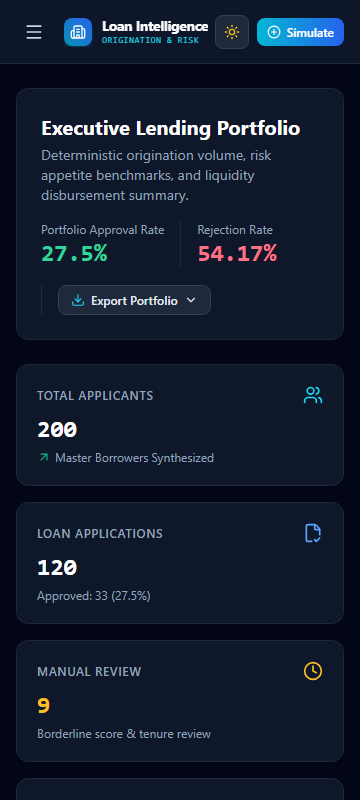 Loan Intelligence
ORIGINATION & RISK
Simulate
Executive Lending Portfolio
Deterministic origination volume, risk
appetite benchmarks, and liquidity
disbursement summary.
Portfolio Approval Rate
27.5%
Rejection Rate
54.17%
Export Portfolio
TOTAL APPLICANTS
200
Master Borrowers Synthesized
LOAN APPLICATIONS
120
Approved: 33 (27.5%)
MANUAL REVIEW
9
Borderline score & tenure review